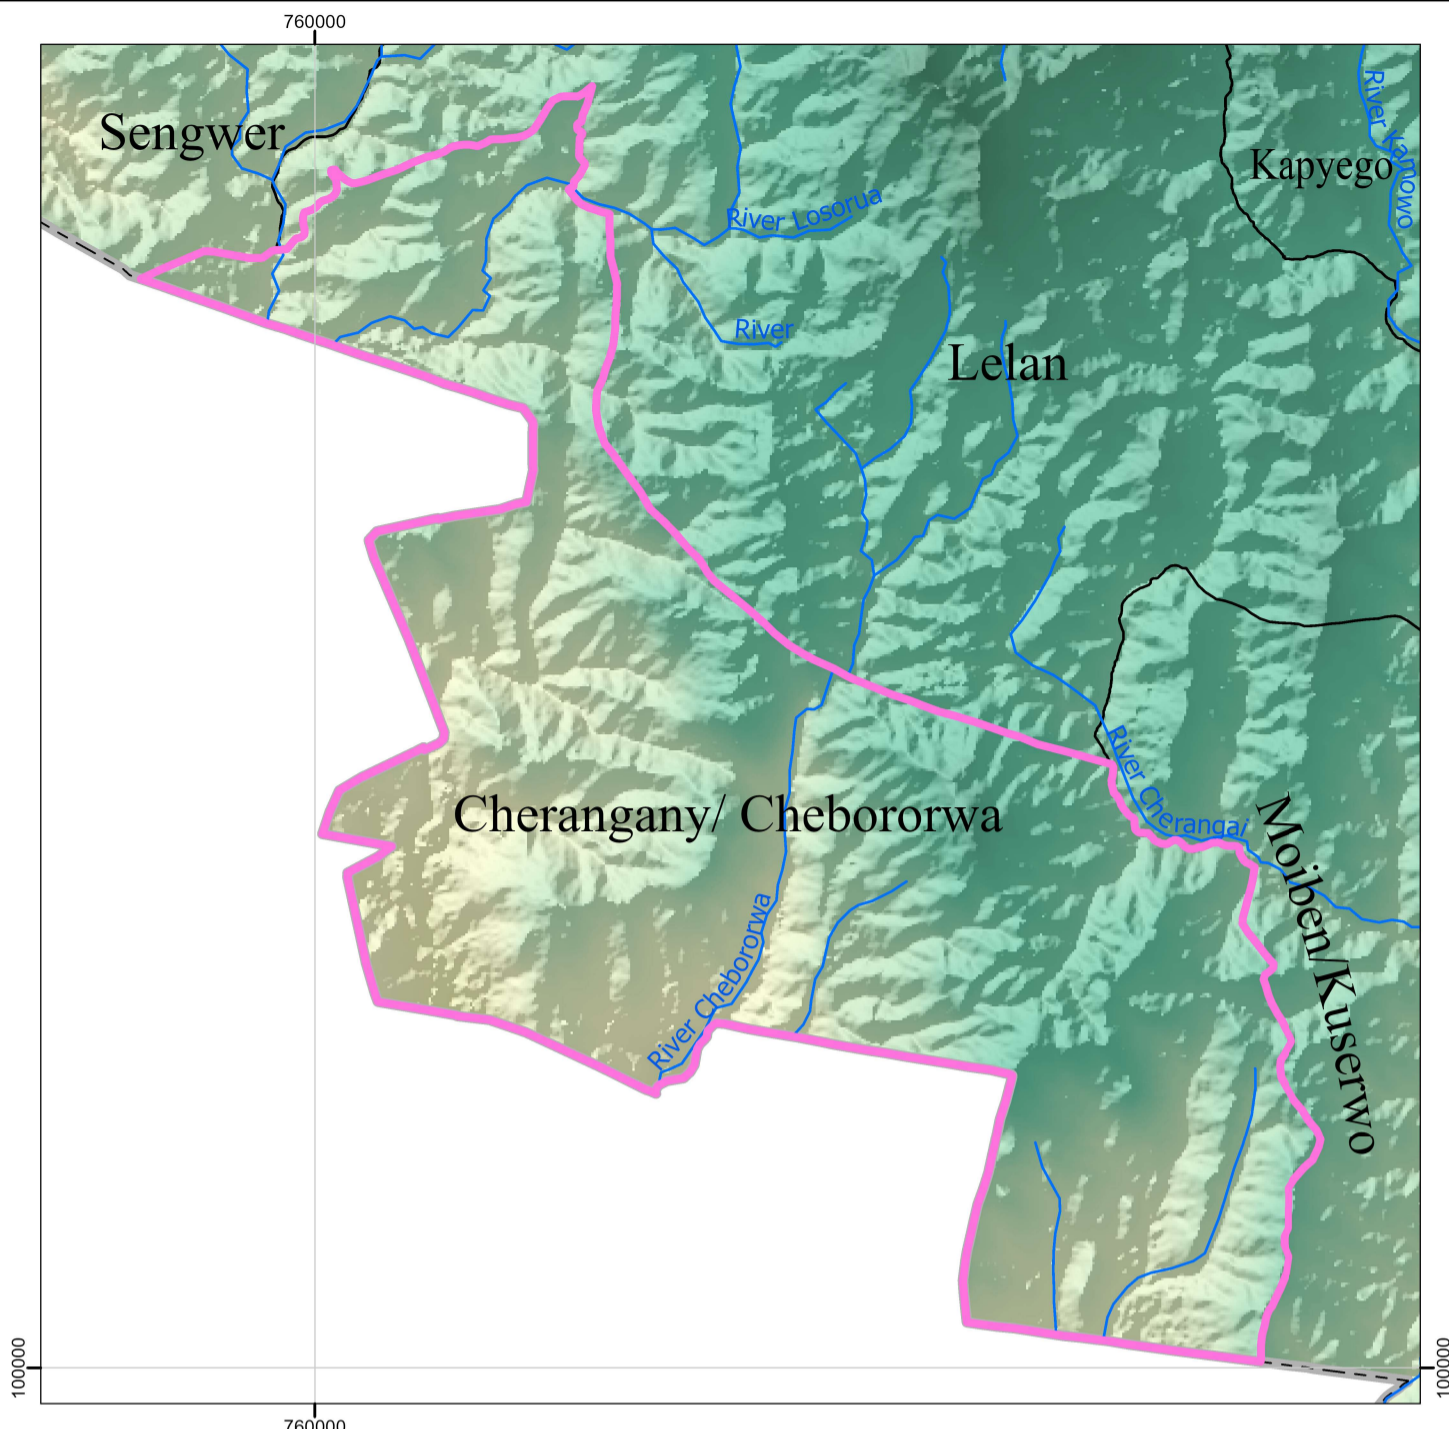 760000
Sengwer
River Kamowo
Kapyego
River Losorua
River
Lelan
River Cherangai
Cherangany/ Chebororwa
Moiben/Kuserwo
River Chebororwa
100000
100000
760000